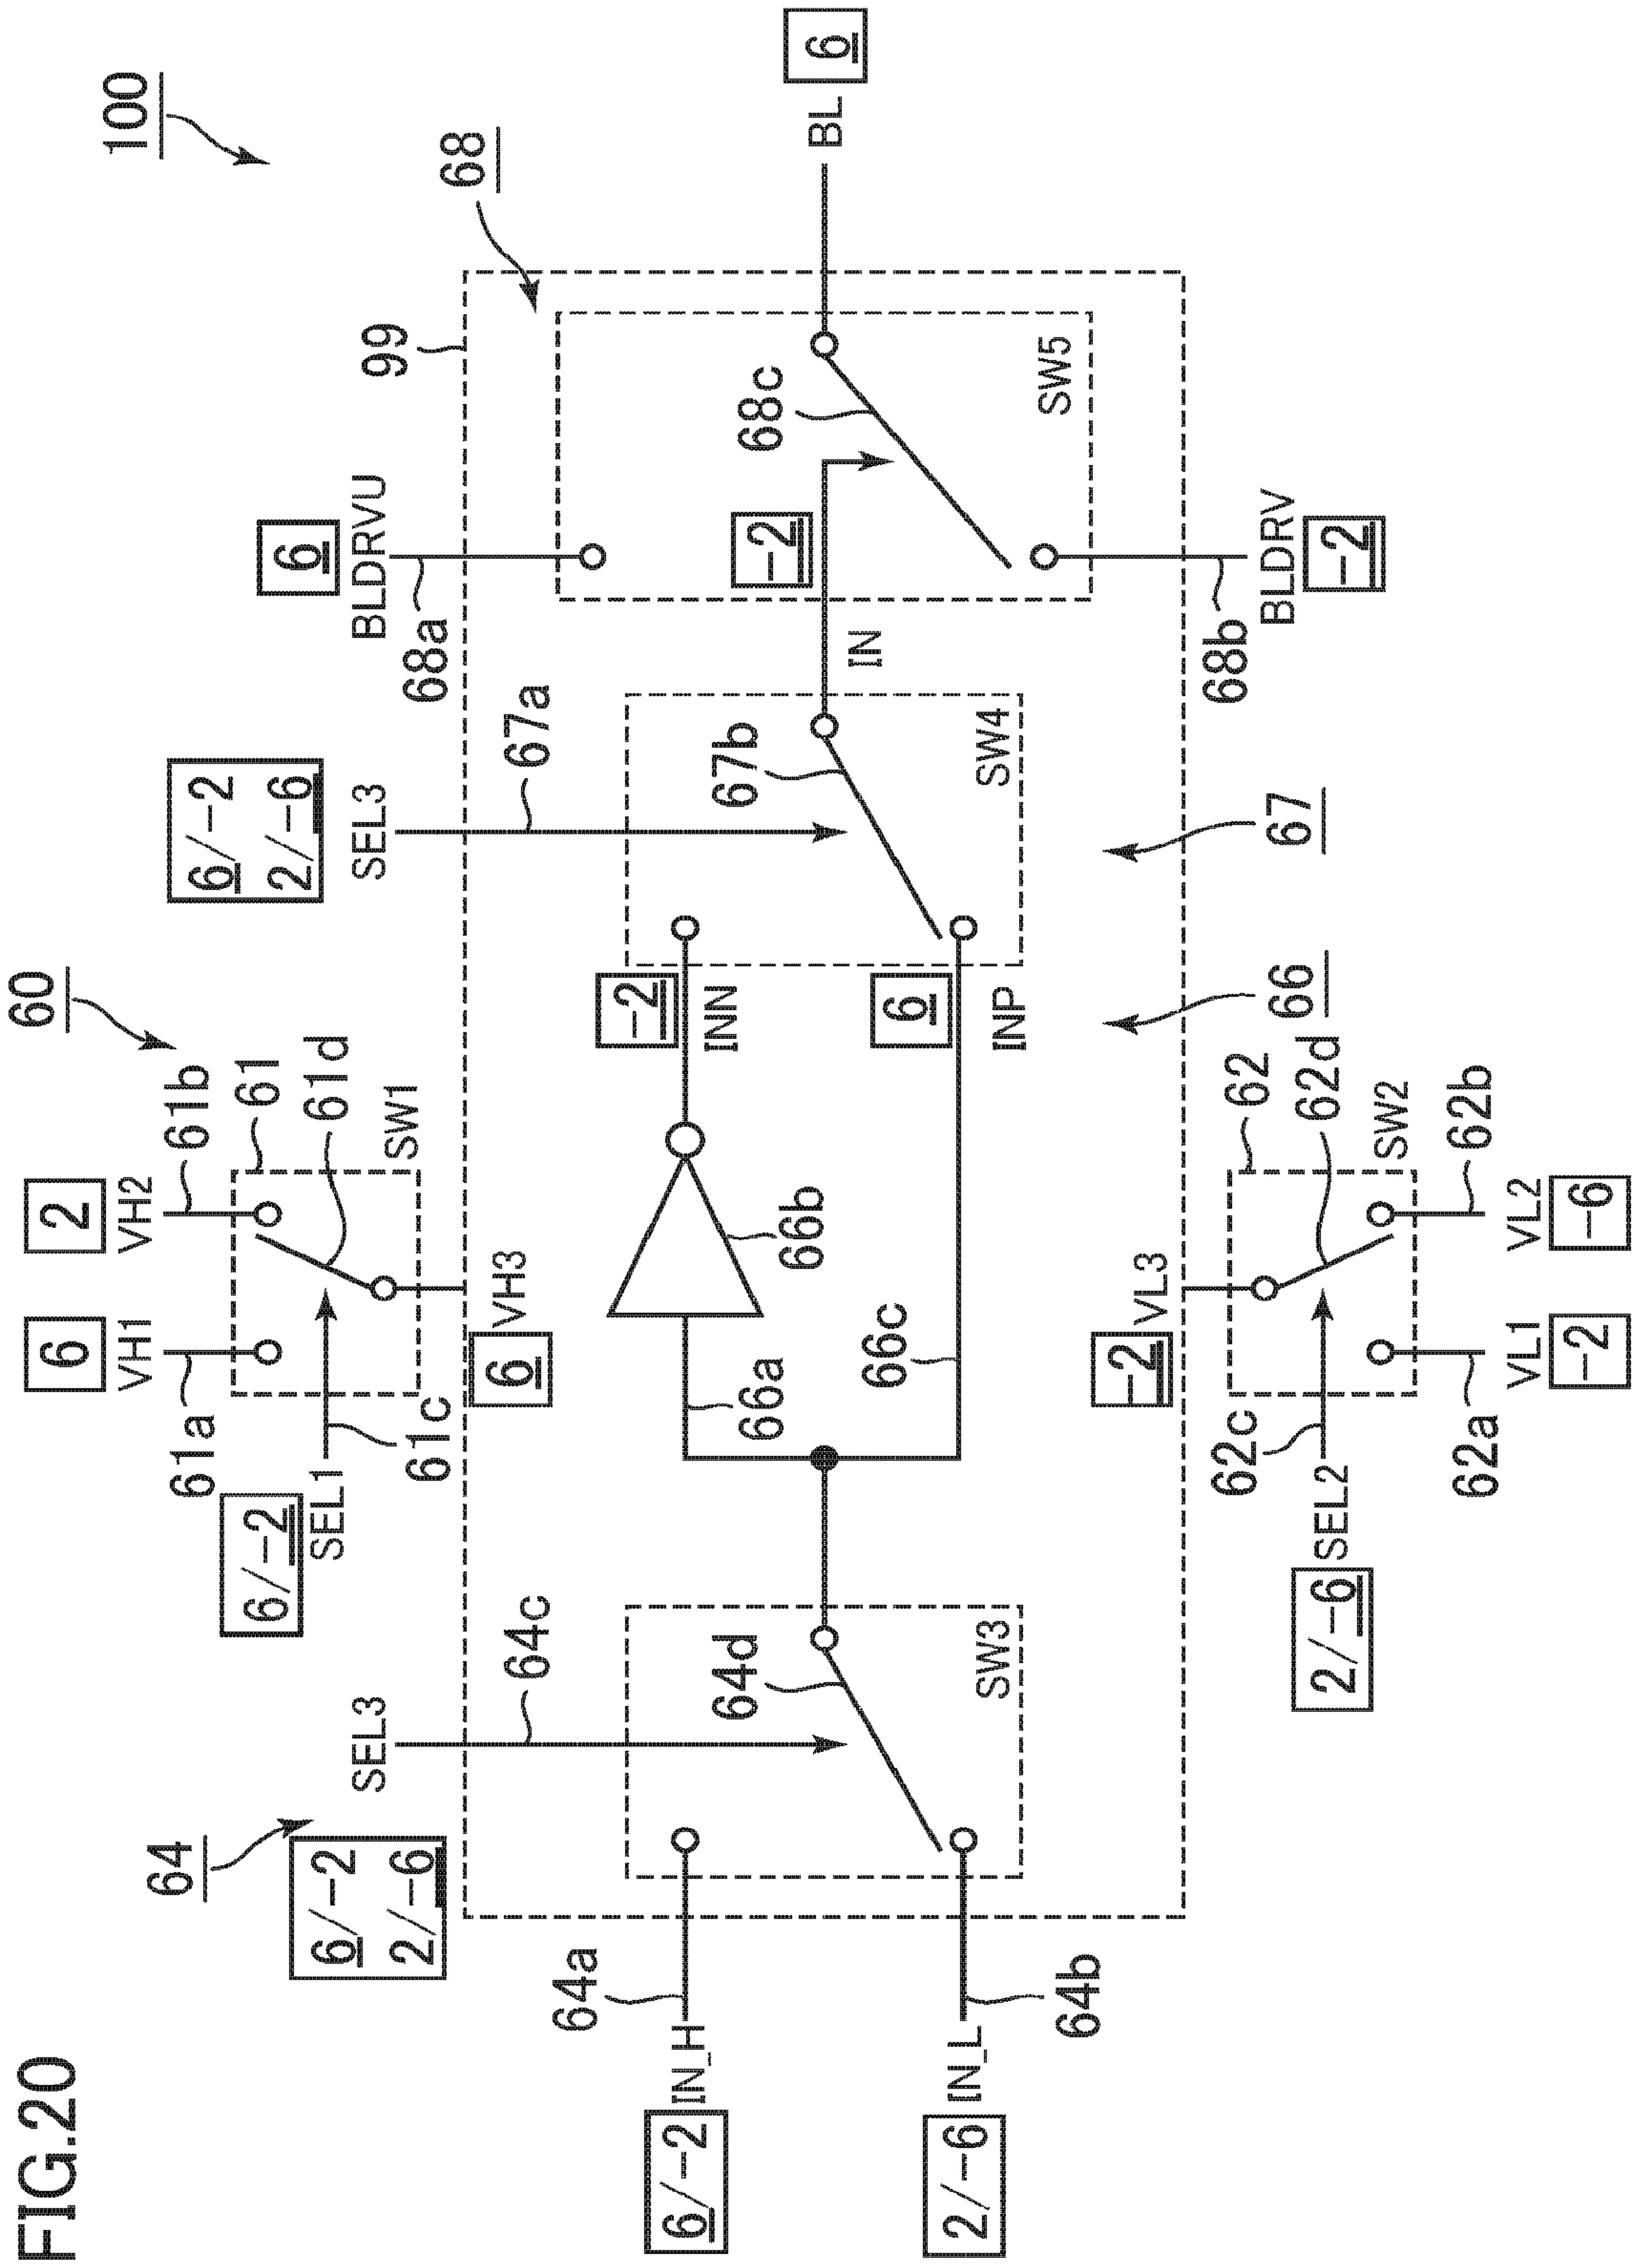 FIG.20
100
60
61b
61
61d
SW1
2
VH2
6
VH1
61a
6/−2
SEL1
61c
6
VH3
64
6/−2
2/−6
SEL3
64c
6/−2
2/−6
SEL3
67a
6
BLDRVU
68a
99
68
6/−2
IN_H
64a
2/−6
IN_L
64b
64d
SW3
66a
66b
66c
−2
INN
6
INP
67b
SW4
IN
−2
68c
SW5
BL
6
66
67
−2
VL3
62
62d
SW2
62c
SEL2
2/−6
62a
VL1
−2
62b
VL2
−6
68b
BLDRV
−2